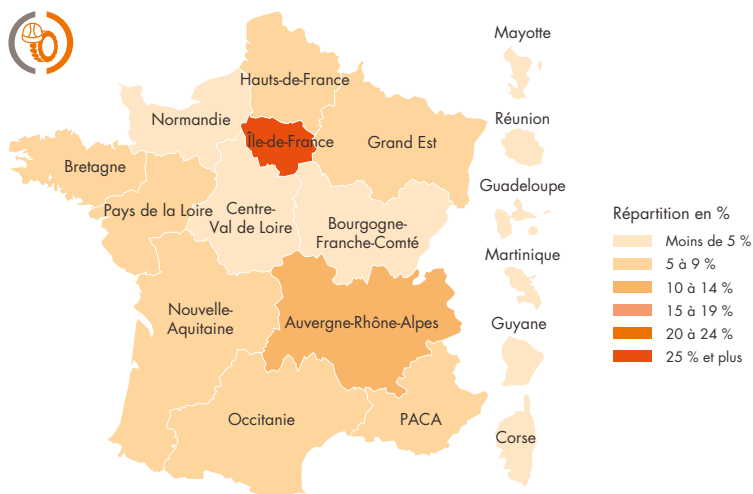 Mayotte
Hauts-de-France
Normandie
Réunion
Île-de-France
Grand Est
Bretagne
Guadeloupe
Pays de la Loire
Centre-
Val de Loire
Bourgogne-
Franche-Comté
Martinique
Nouvelle-
Aquitaine
Auvergne-Rhône-Alpes
Guyane
Occitanie
PACA
Corse
Répartition en %
Moins de 5 %
5 à 9 %
10 à 14 %
15 à 19 %
20 à 24 %
25 % et plus